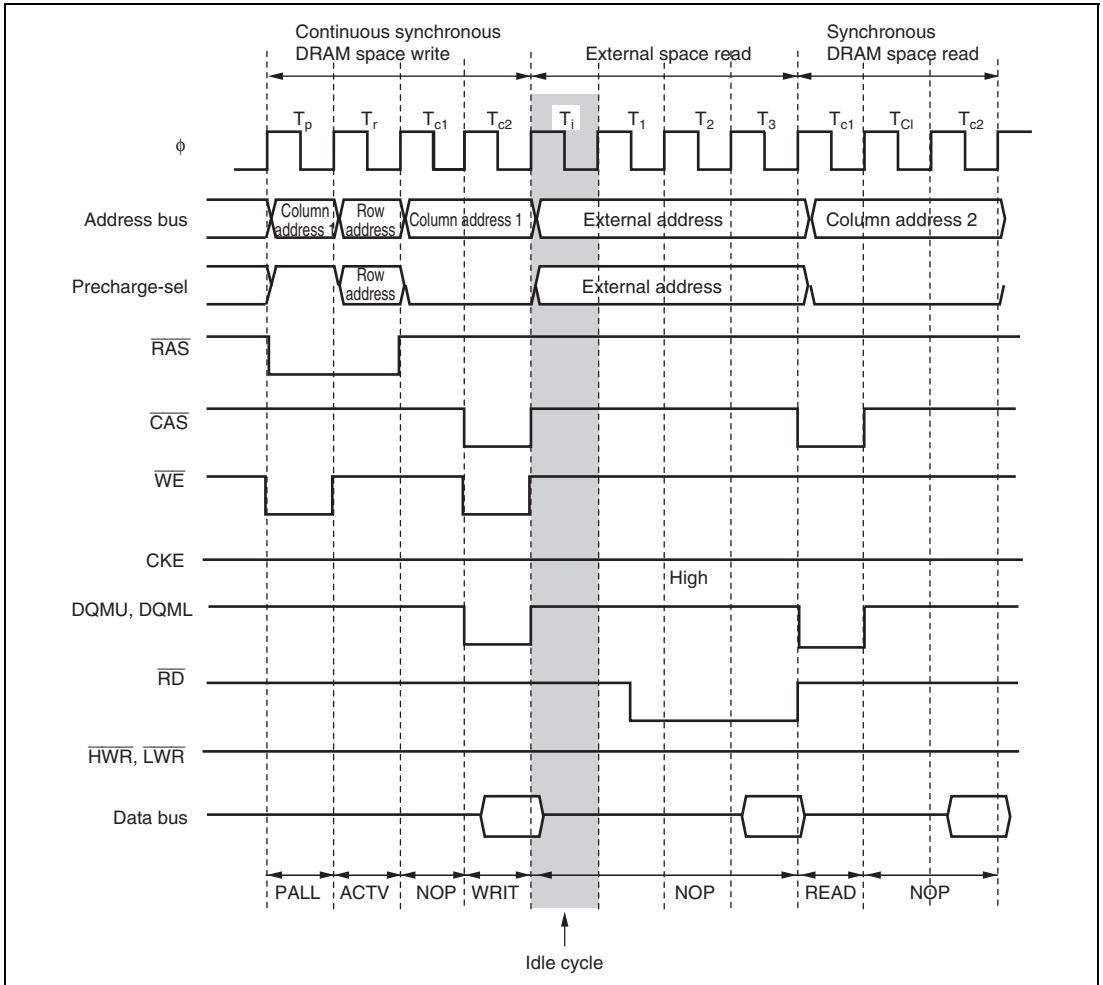 Continuous synchronous
DRAM space write
External space read
Synchronous
DRAM space read
Tp Tr Tc1 Tc2 Ti T1 T2 T3 Tc1 TCl Tc2
ϕ
Address bus
Column address 1
Row address
Column address 1
External address
Column address 2
Precharge-sel
Row address
External address
RAS
CAS
WE
CKE
High
DQMU, DQML
RD
HWR, LWR
Data bus
PALL ACTV NOP WRIT NOP READ NOP
Idle cycle